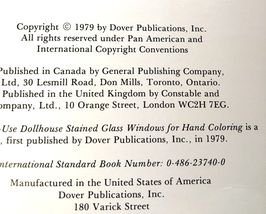 Copyright © 1979 by Dover Publications, Inc.
All rights reserved under Pan American and
International Copyright Conventions
Published in Canada by General Publishing Company,
Ltd, 30 Lesmill Road, Don Mills, Toronto, Ontario.
Published in the United Kingdom by Constable and
ompany, Ltd., 10 Orange Street, London WC2H 7EG.
-Use Dollhouse Stained Glass Windows for Hand Coloring is a
, first published by Dover Publications, Inc., in 1979.
nternational Standard Book Number: 0-486-23740-0
Manufactured in the United States of America
Dover Publications, Inc.
180 Varick Street